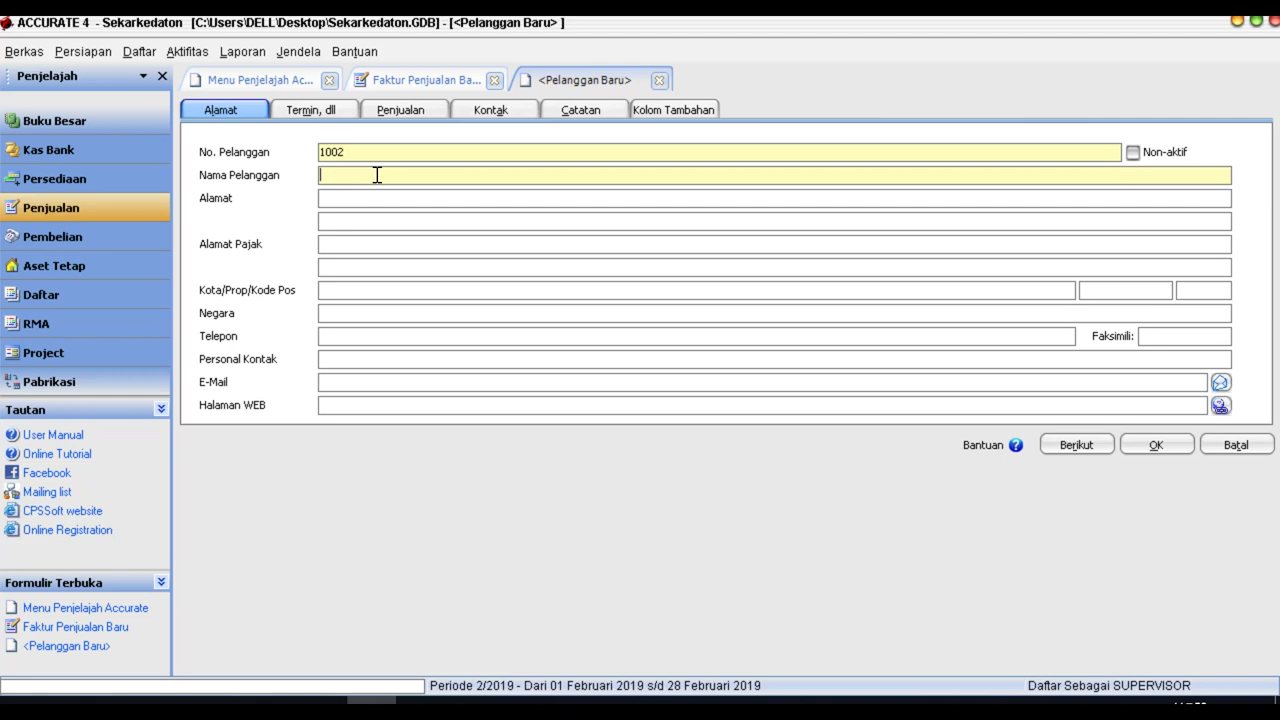 ACCURATE 4 - Sekarkedaton [C:\Users\DELL\Desktop\Sekarkedaton.GDB] - [<Pelanggan Baru> ]
Berkas Persiapan Daftar Aktifitas Laporan Jendela Bantuan
Penjelajah
Menu Penjelajah Ac... Faktur Penjualan Ba... <Pelanggan Baru>
Alamat Termin, dll Penjualan Kontak Catatan Kolom Tambahan
Buku Besar
Kas Bank
Persediaan
Penjualan
Pembelian
Aset Tetap
Daftar
RMA
Project
Pabrikasi
Tautan
User Manual
Online Tutorial
Facebook
Mailing list
CPSSoft website
Online Registration
Formulir Terbuka
Menu Penjelajah Accurate
Faktur Penjualan Baru
<Pelanggan Baru>
No. Pelanggan 1002 Non-aktif
Nama Pelanggan
Alamat
Alamat Pajak
Kota/Prop/Kode Pos
Negara
Telepon Faksimili:
Personal Kontak
E-Mail
Halaman WEB
Bantuan Berikut OK Batal
Periode 2/2019 - Dari 01 Februari 2019 s/d 28 Februari 2019 Daftar Sebagai SUPERVISOR